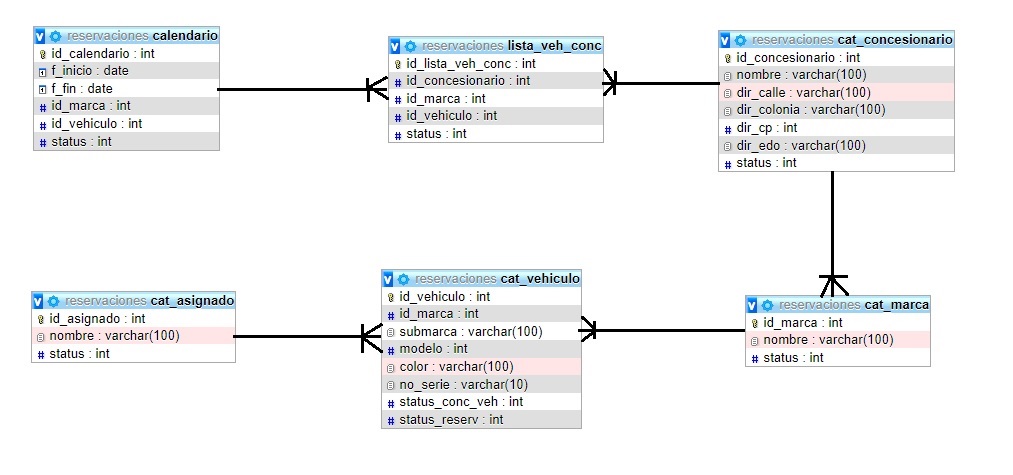 reservaciones calendario
id_calendario : int
f_inicio : date
f_fin : date
id_marca : int
id_vehiculo : int
status : int
reservaciones lista_veh_conc
id_lista_veh_conc : int
id_concesionario : int
id_marca : int
id_vehiculo : int
status : int
reservaciones cat_concesionario
id_concesionario : int
nombre : varchar(100)
dir_calle : varchar(100)
dir_colonia : varchar(100)
dir_cp : int
dir_edo : varchar(100)
status : int
reservaciones cat_asignado
id_asignado : int
nombre : varchar(100)
status : int
reservaciones cat_vehiculo
id_vehiculo : int
id_marca : int
submarca : varchar(100)
modelo : int
color : varchar(100)
no_serie : varchar(10)
status_conc_veh : int
status_reserv : int
reservaciones cat_marca
id_marca : int
nombre : varchar(100)
status : int